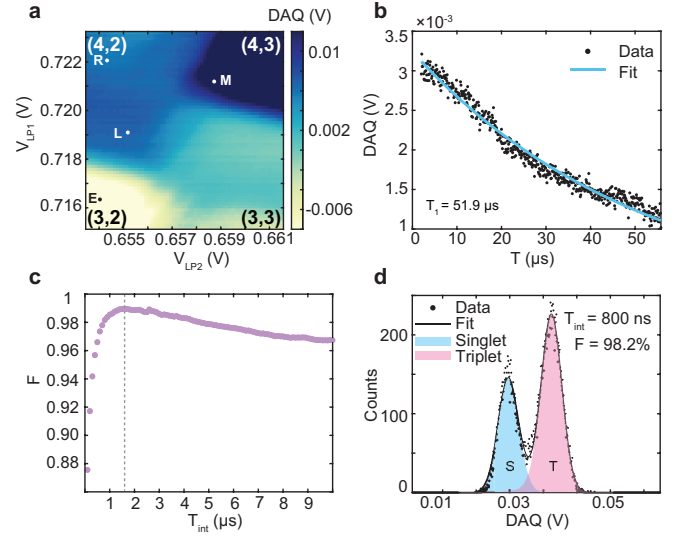 a
DAQ (V)
(4,2)
(4,3)
R
M
L
E
(3,2)
(3,3)
0.722
0.720
0.718
0.716
V_LP1
0.655
0.657
0.659
0.661
V_LP2
0.01
0.002
-0.006
b
×10⁻³
3.5
3
2.5
2
1.5
1
DAQ (V)
Data
Fit
T₁ = 51.9 µs
0
10
20
30
40
50
T (µs)
c
1
0.98
0.96
0.94
0.92
0.90
0.88
F
1
2
3
4
5
6
7
8
9
T_int (µs)
d
Data
Fit
Singlet
Triplet
T_int = 800 ns
F = 98.2%
200
100
0
Counts
S
T
0.01
0.03
0.05
DAQ (V)